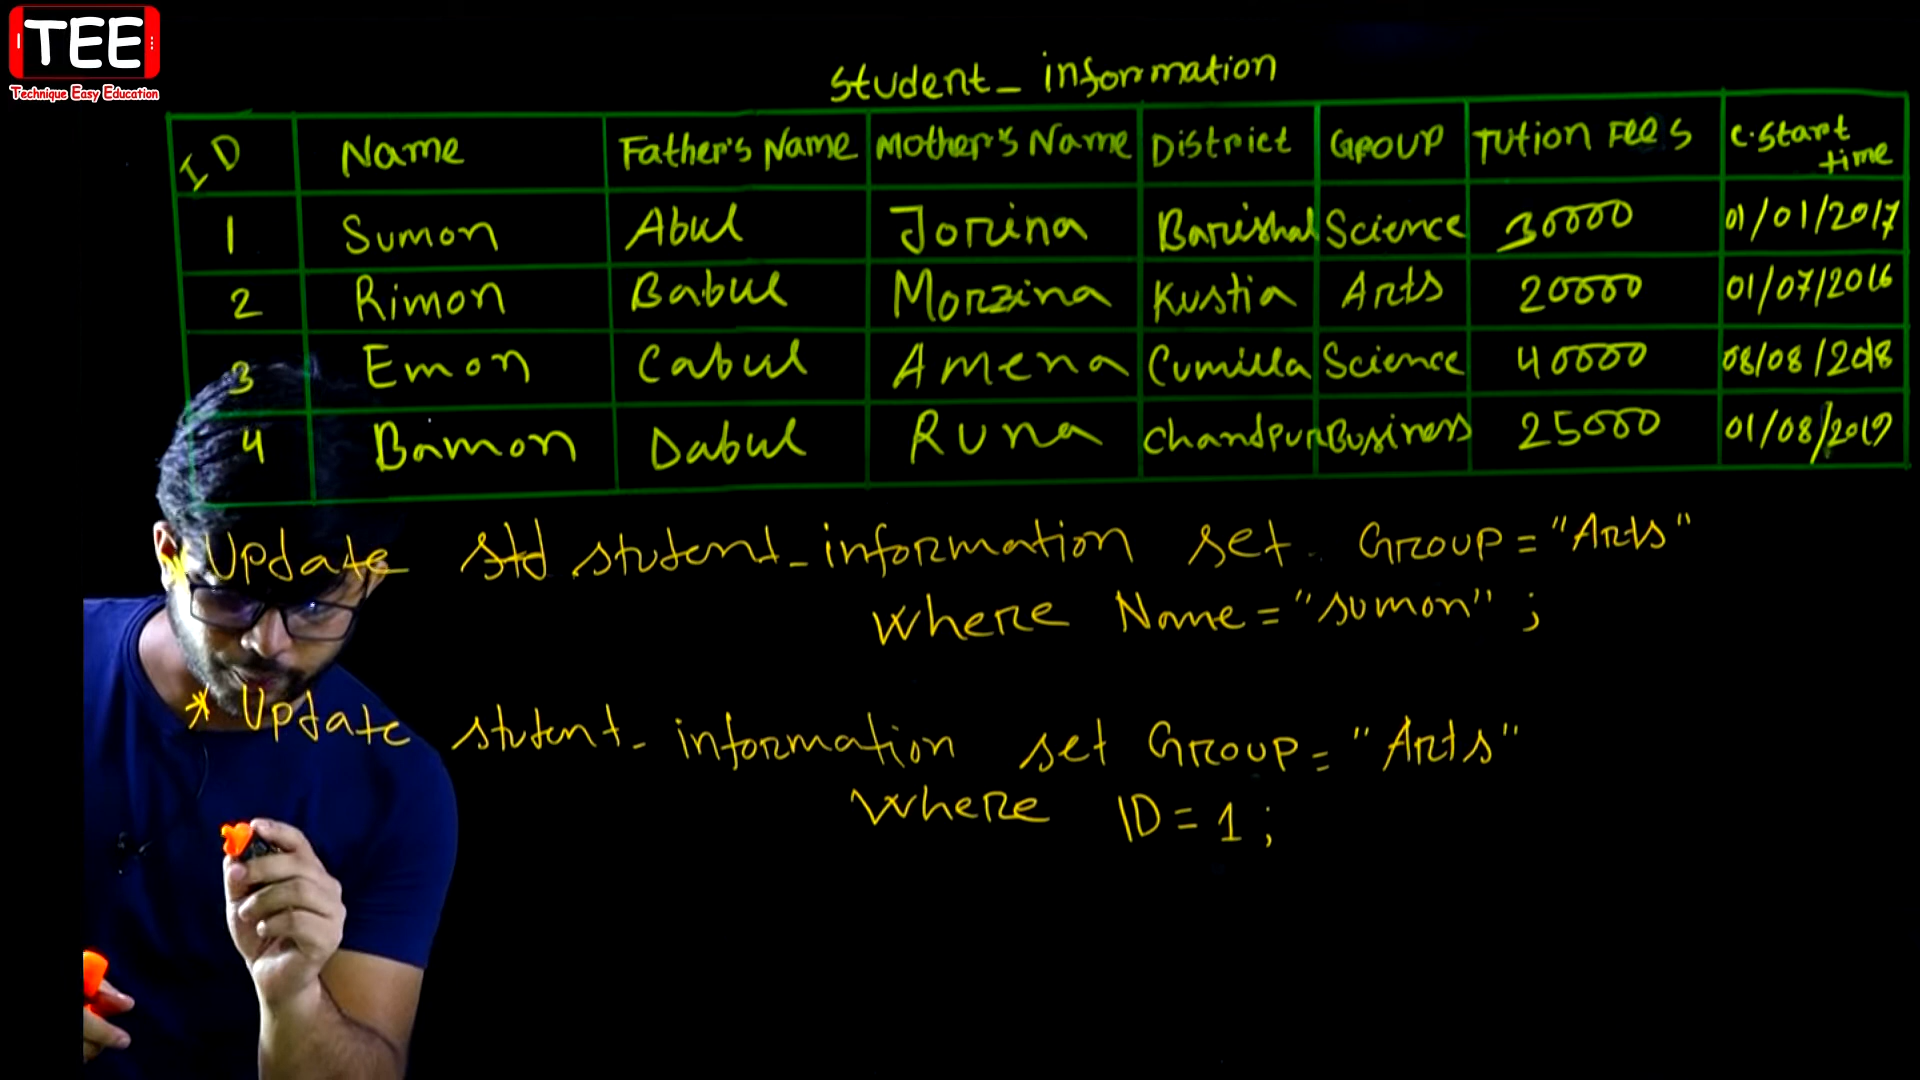 TEE
Technique Easy Education
Student_information
ID Name Father's Name Mother's Name District GROUP TUTION FEES C.Start time
1 Sumon Abul Jorina Barishal Science 30000 01/01/2017
2 Rimon Babul Morzina Kustia Arts 20000 01/07/2016
3 Emon Cabul Amena Cumilla Science 40000 08/08/2018
4 Bamon Dabul Runa Chandpur Business 25000 01/08/2019
* Update std student_information set Group = "Arts"
where Name = "sumon" ;
* Update student_information set Group = "Arts"
where ID = 1 ;